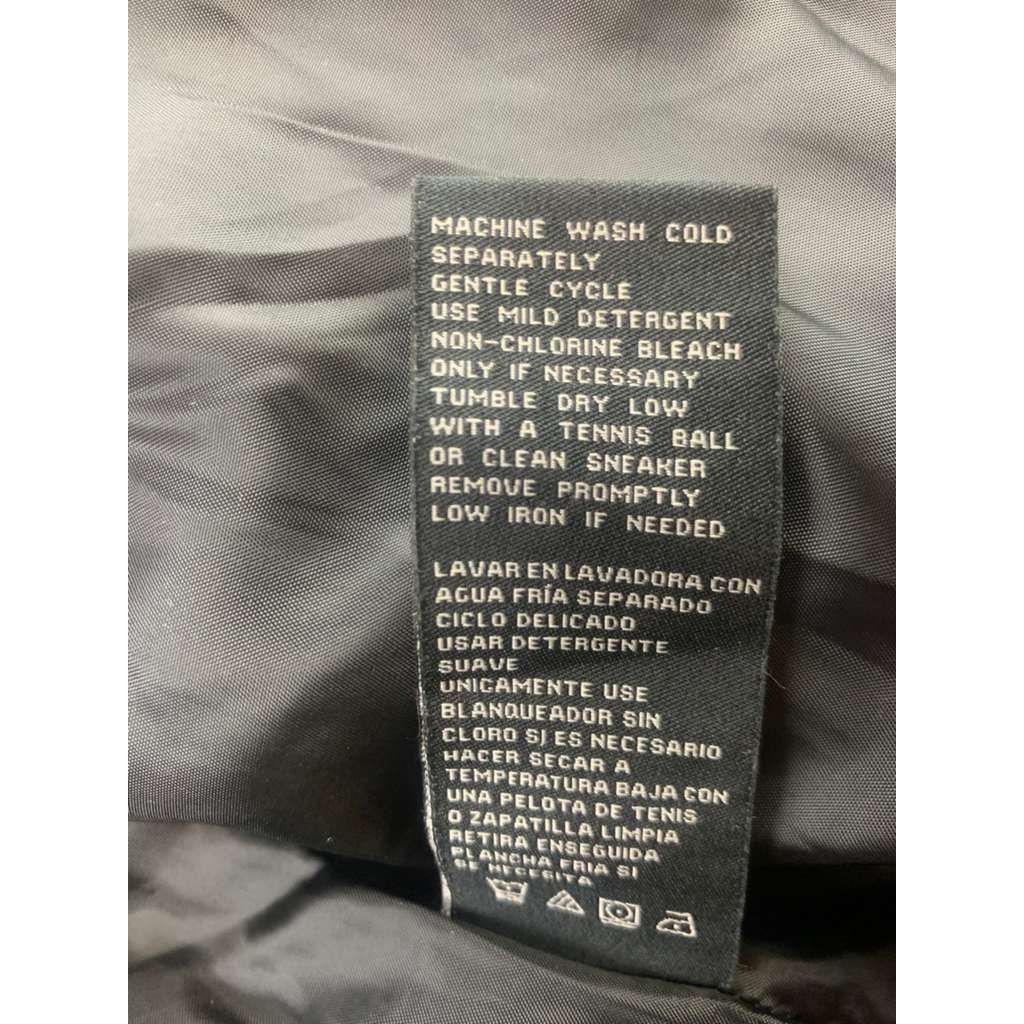 MACHINE WASH COLD
SEPARATELY
GENTLE CYCLE
USE MILD DETERGENT
NON-CHLORINE BLEACH
ONLY IF NECESSARY
TUMBLE DRY LOW
WITH A TENNIS BALL
OR CLEAN SNEAKER
REMOVE PROMPTLY
LOW IRON IF NEEDED
LAVAR EN LAVADORA CON
AGUA FRÍA SEPARADO
CICLO DELICADO
USAR DETERGENTE
SUAVE
UNICAMENTE USE
BLANQUEADOR SIN
CLORO SI ES NECESARIO
HACER SECAR A
TEMPERATURA BAJA CON
UNA PELOTA DE TENIS
O ZAPATILLA LIMPIA
RETIRA ENSEGUIDA
PLANCHA FRIA SI
SE NECESITA